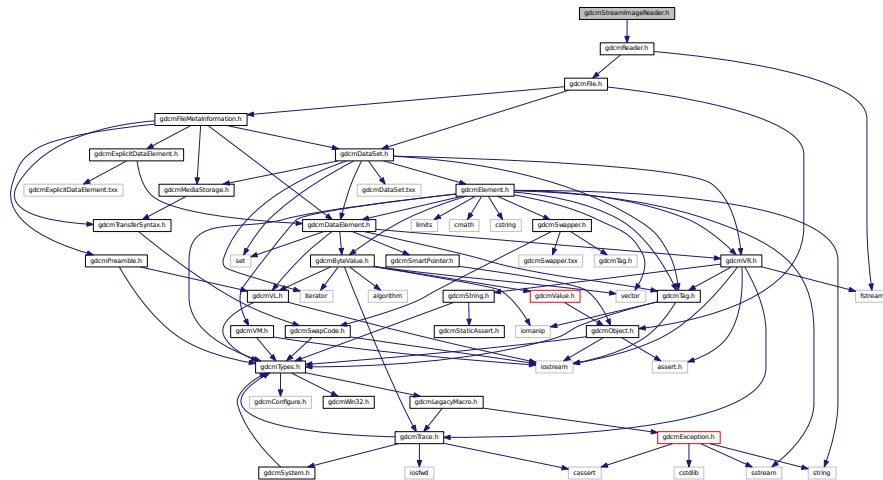 gdcmStreamImageReader.h
gdcmReader.h
gdcmFile.h
gdcmFileMetaInformation.h
gdcmExplicitDataElement.h
gdcmDataSet.h
gdcmExplicitDataElement.txx
gdcmMediaStorage.h
gdcmDataSet.txx
gdcmElement.h
gdcmTransferSyntax.h
gdcmDataElement.h
limits
cmath
cstring
gdcmSwapper.h
gdcmPreamble.h
set
gdcmByteValue.h
gdcmSmartPointer.h
gdcmSwapper.txx
gdcmTag.h
gdcmVR.h
gdcmVL.h
iterator
algorithm
gdcmString.h
gdcmValue.h
vector
gdcmTag.h
fstream
gdcmVM.h
gdcmSwapCode.h
gdcmStaticAssert.h
iomanip
gdcmObject.h
gdcmTypes.h
iostream
assert.h
gdcmConfigure.h
gdcmWin32.h
gdcmLegacyMacro.h
gdcmTrace.h
gdcmException.h
gdcmSystem.h
iosfwd
cassert
cstdlib
sstream
string